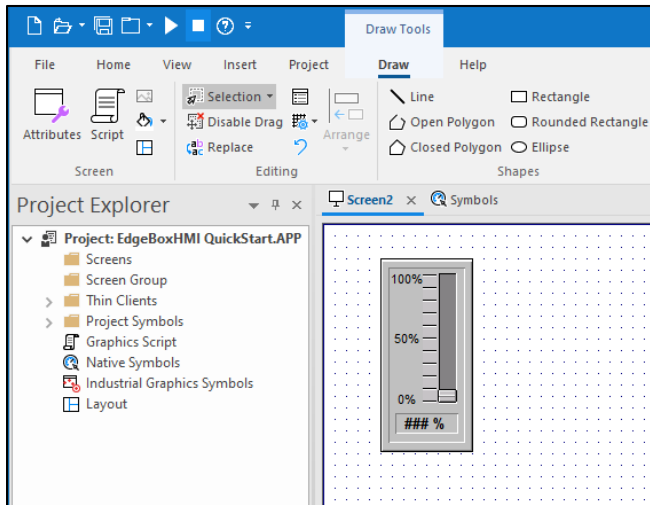 Draw Tools
File Home View Insert Project Draw Help
Attributes Script
Selection
Disable Drag
Replace
Arrange
Line
Open Polygon
Closed Polygon
Rectangle
Rounded Rectangle
Ellipse
Screen Editing Shapes
Project Explorer
Project: EdgeBoxHMI QuickStart.APP
Screens
Screen Group
Thin Clients
Project Symbols
Graphics Script
Native Symbols
Industrial Graphics Symbols
Layout
Screen2 Symbols
100%
50%
0%
### %